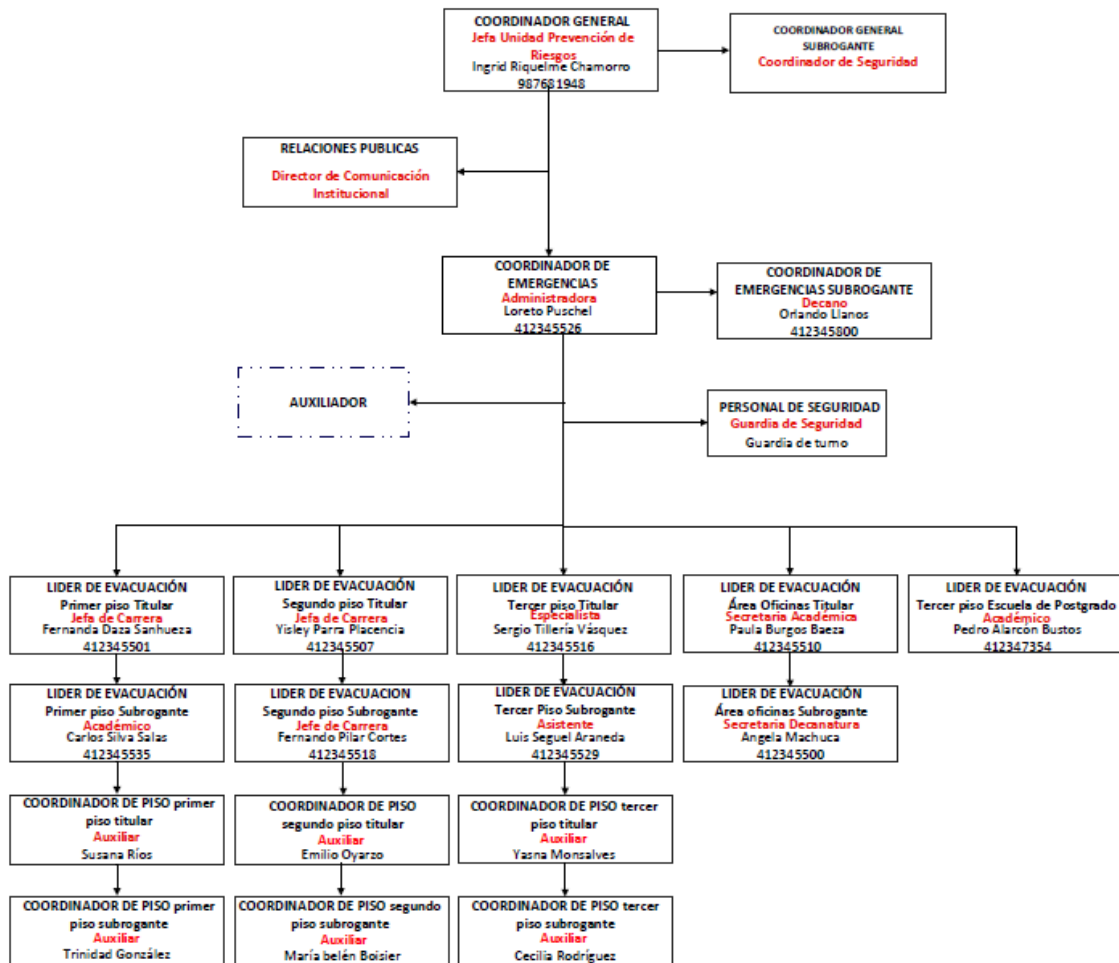 COORDINADOR GENERAL
Jefa Unidad Prevención de
Riesgos
Ingrid Riquelme Chamorro
987681948
COORDINADOR GENERAL
SUBROGANTE
Coordinador de Seguridad
RELACIONES PUBLICAS
Director de Comunicación
Institucional
COORDINADOR DE
EMERGENCIAS
Administradora
Loreto Puschel
412345526
COORDINADOR DE
EMERGENCIAS SUBROGANTE
Decano
Orlando Llanos
412345800
AUXILIADOR
PERSONAL DE SEGURIDAD
Guardia de Seguridad
Guardia de turno
LIDER DE EVACUACIÓN
Primer piso Titular
Jefa de Carrera
Fernanda Daza Sanhueza
412345501
LIDER DE EVACUACIÓN
Segundo piso Titular
Jefa de Carrera
Yisley Parra Placencia
412345507
LIDER DE EVACUACIÓN
Tercer piso Titular
Especialista
Sergio Tillería Vásquez
412345516
LIDER DE EVACUACIÓN
Área Oficinas Titular
Secretaria Académica
Paula Burgos Baeza
412345510
LIDER DE EVACUACIÓN
Tercer piso Escuela de Postgrado
Académico
Pedro Alarcón Bustos
412347354
LIDER DE EVACUACIÓN
Primer piso Subrogante
Académico
Carlos Silva Salas
412345535
LIDER DE EVACUACION
Segundo piso Subrogante
Jefe de Carrera
Fernando Pilar Cortes
412345518
LIDER DE EVACUACIÓN
Tercer Piso Subrogante
Asistente
Luis Seguel Araneda
412345529
LIDER DE EVACUACIÓN
Área oficinas Subrogante
Secretaria Decanatura
Angela Machuca
412345500
COORDINADOR DE PISO primer
piso titular
Auxiliar
Susana Ríos
COORDINADOR DE PISO
segundo piso titular
Auxiliar
Emilio Oyarzo
COORDINADOR DE PISO tercer
piso titular
Auxiliar
Yasna Monsalves
COORDINADOR DE PISO primer
piso subrogante
Auxiliar
Trinidad González
COORDINADOR DE PISO segundo
piso subrogante
Auxiliar
María belén Boisier
COORDINADOR DE PISO tercer
piso subrogante
Auxiliar
Cecilia Rodríguez